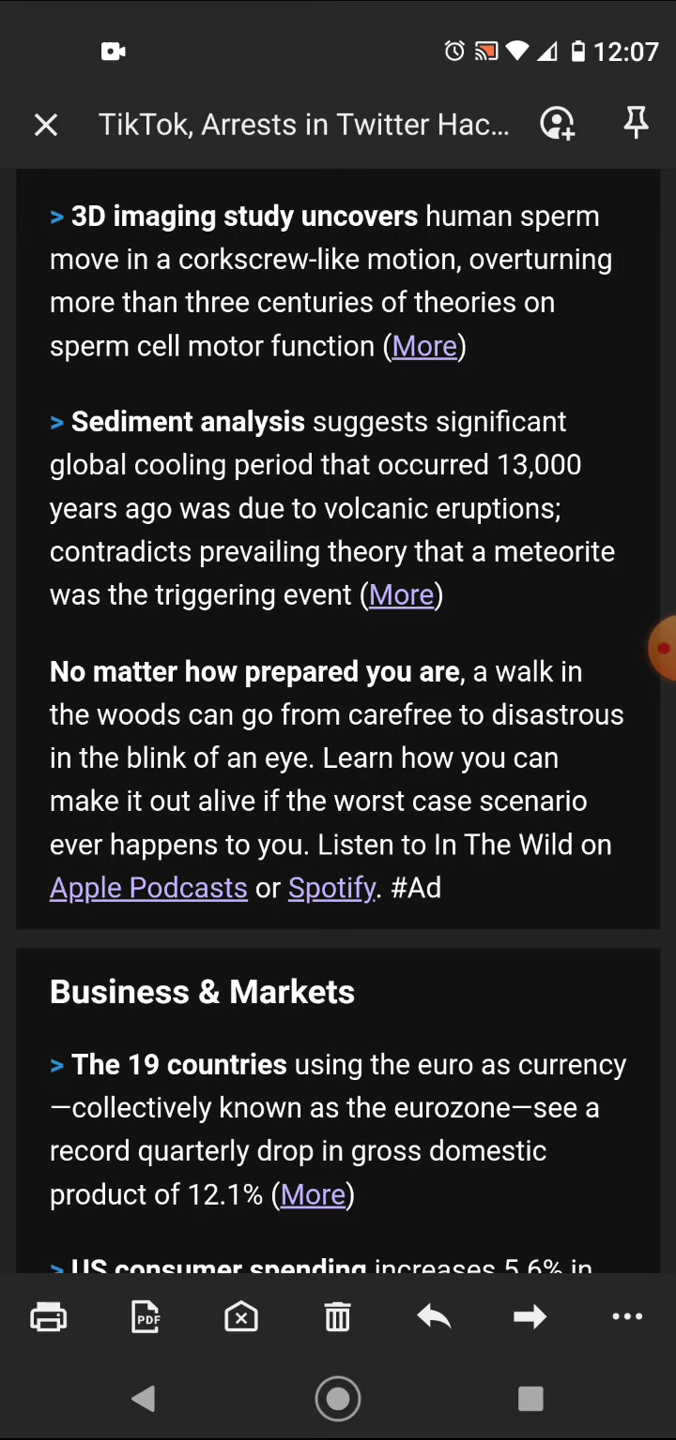 12:07
TikTok, Arrests in Twitter Hac...
> 3D imaging study uncovers human sperm
move in a corkscrew-like motion, overturning
more than three centuries of theories on
sperm cell motor function (More)
> Sediment analysis suggests significant
global cooling period that occurred 13,000
years ago was due to volcanic eruptions;
contradicts prevailing theory that a meteorite
was the triggering event (More)
No matter how prepared you are, a walk in
the woods can go from carefree to disastrous
in the blink of an eye. Learn how you can
make it out alive if the worst case scenario
ever happens to you. Listen to In The Wild on
Apple Podcasts or Spotify. #Ad
Business & Markets
> The 19 countries using the euro as currency
—collectively known as the eurozone—see a
record quarterly drop in gross domestic
product of 12.1% (More)
> US consumer spending increases 5.6% in
PDF